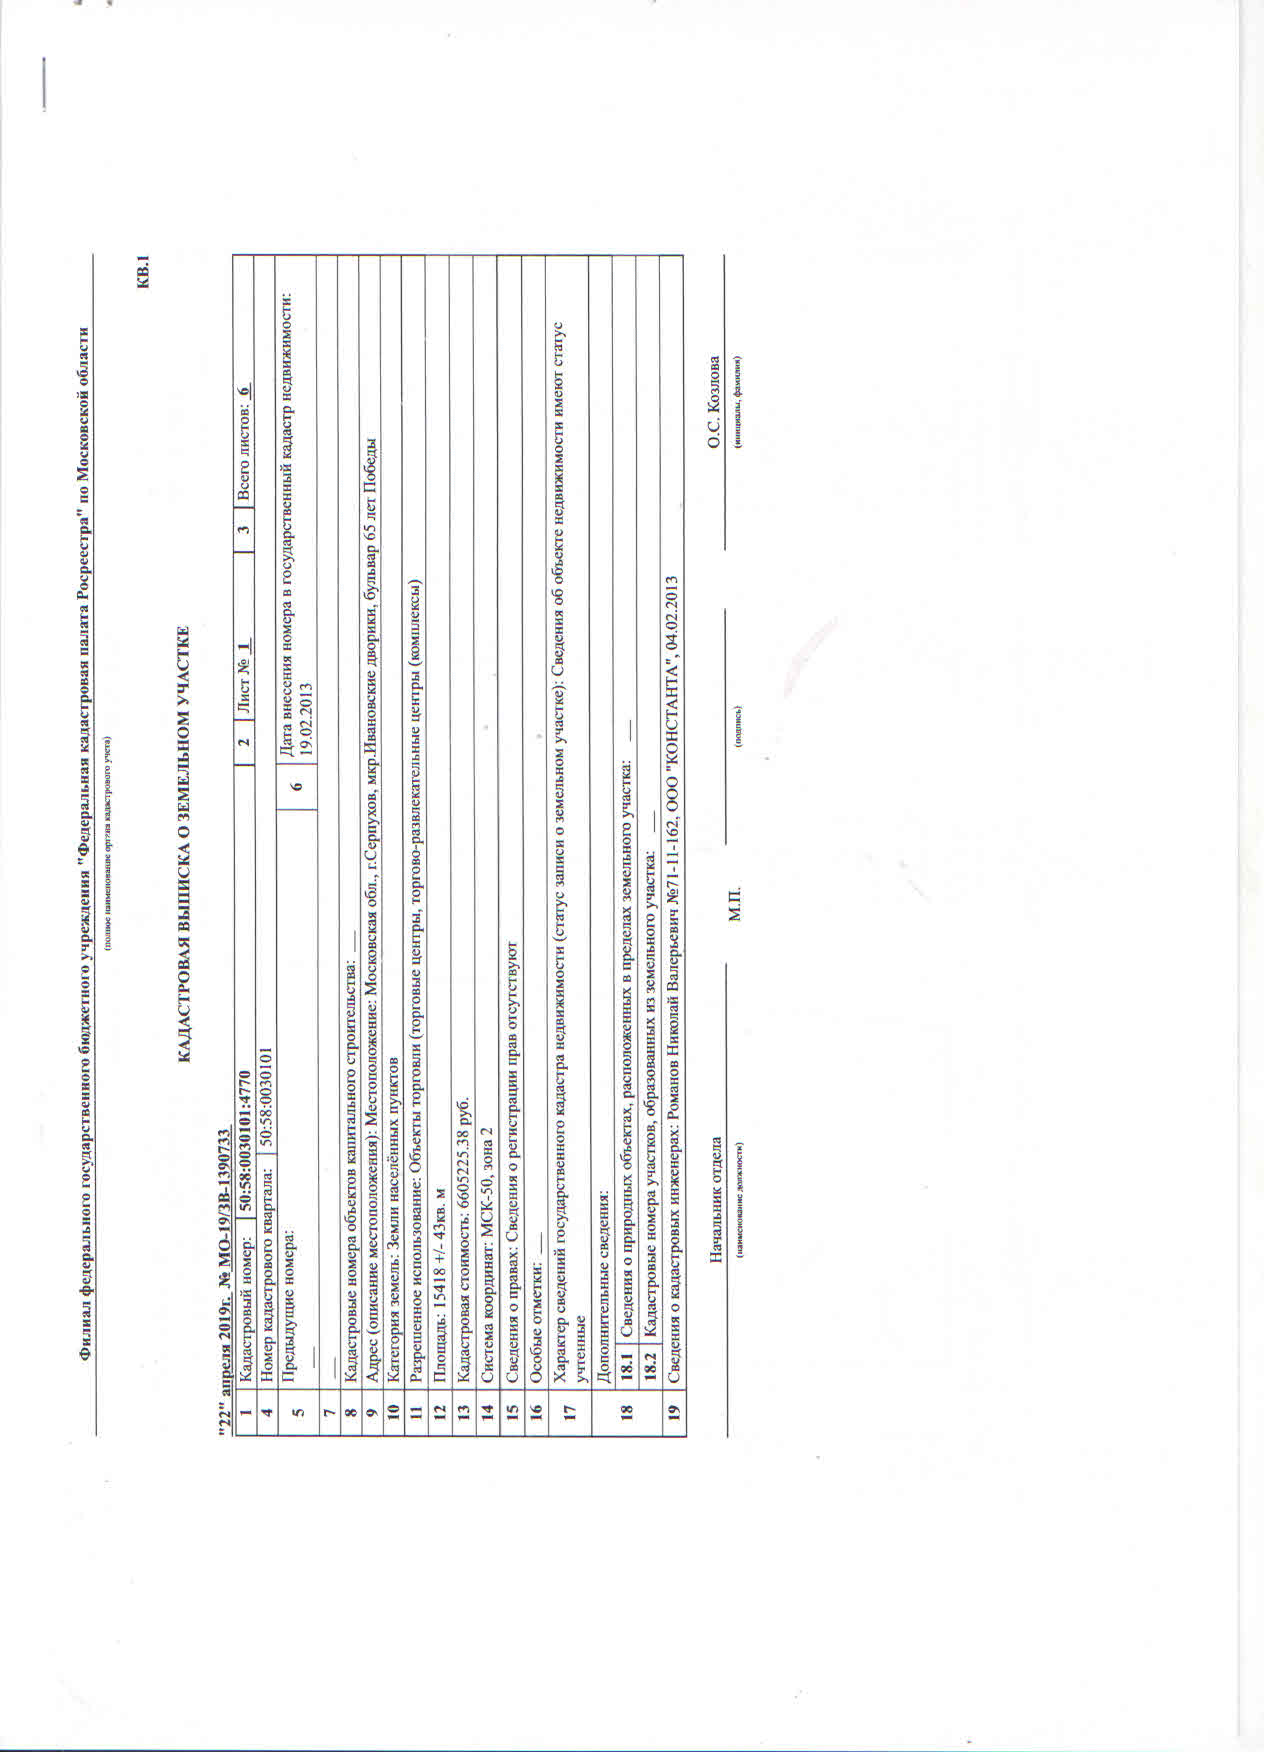 Филиал федерального государственного бюджетного учреждения "Федеральная кадастровая палата Росреестра" по Московской области
(полное наименование органа кадастрового учета)
КВ.1
КАДАСТРОВАЯ ВЫПИСКА О ЗЕМЕЛЬНОМ УЧАСТКЕ
"22" апреля 2019г. № МО-19/ЗВ-1390733
1 Кадастровый номер: 50:58:0030101:4770 2 Лист № 1 3 Всего листов: 6
4 Номер кадастрового квартала: 50:58:0030101
5 Предыдущие номера: 6 Дата внесения номера в государственный кадастр недвижимости:
19.02.2013
7
8 Кадастровые номера объектов капитального строительства:
9 Адрес (описание местоположения): Местоположение: Московская обл., г.Серпухов, мкр.Ивановские дворики, бульвар 65 лет Победы
10 Категория земель: Земли населённых пунктов
11 Разрешенное использование: Объекты торговли (торговые центры, торгово-развлекательные центры (комплексы)
12 Площадь: 15418 +/- 43кв. м
13 Кадастровая стоимость: 6605225.38 руб.
14 Система координат: МСК-50, зона 2
15 Сведения о правах: Сведения о регистрации прав отсутствуют
16 Особые отметки:
17 Характер сведений государственного кадастра недвижимости (статус записи о земельном участке): Сведения об объекте недвижимости имеют статус
учтенные
18 Дополнительные сведения:
18.1 Сведения о природных объектах, расположенных в пределах земельного участка:
18.2 Кадастровые номера участков, образованных из земельного участка:
19 Сведения о кадастровых инженерах: Романов Николай Валерьевич №71-11-162, ООО "КОНСТАНТА", 04.02.2013
Начальник отдела О.С. Козлова
(наименование должности) М.П. (подпись) (инициалы, фамилия)